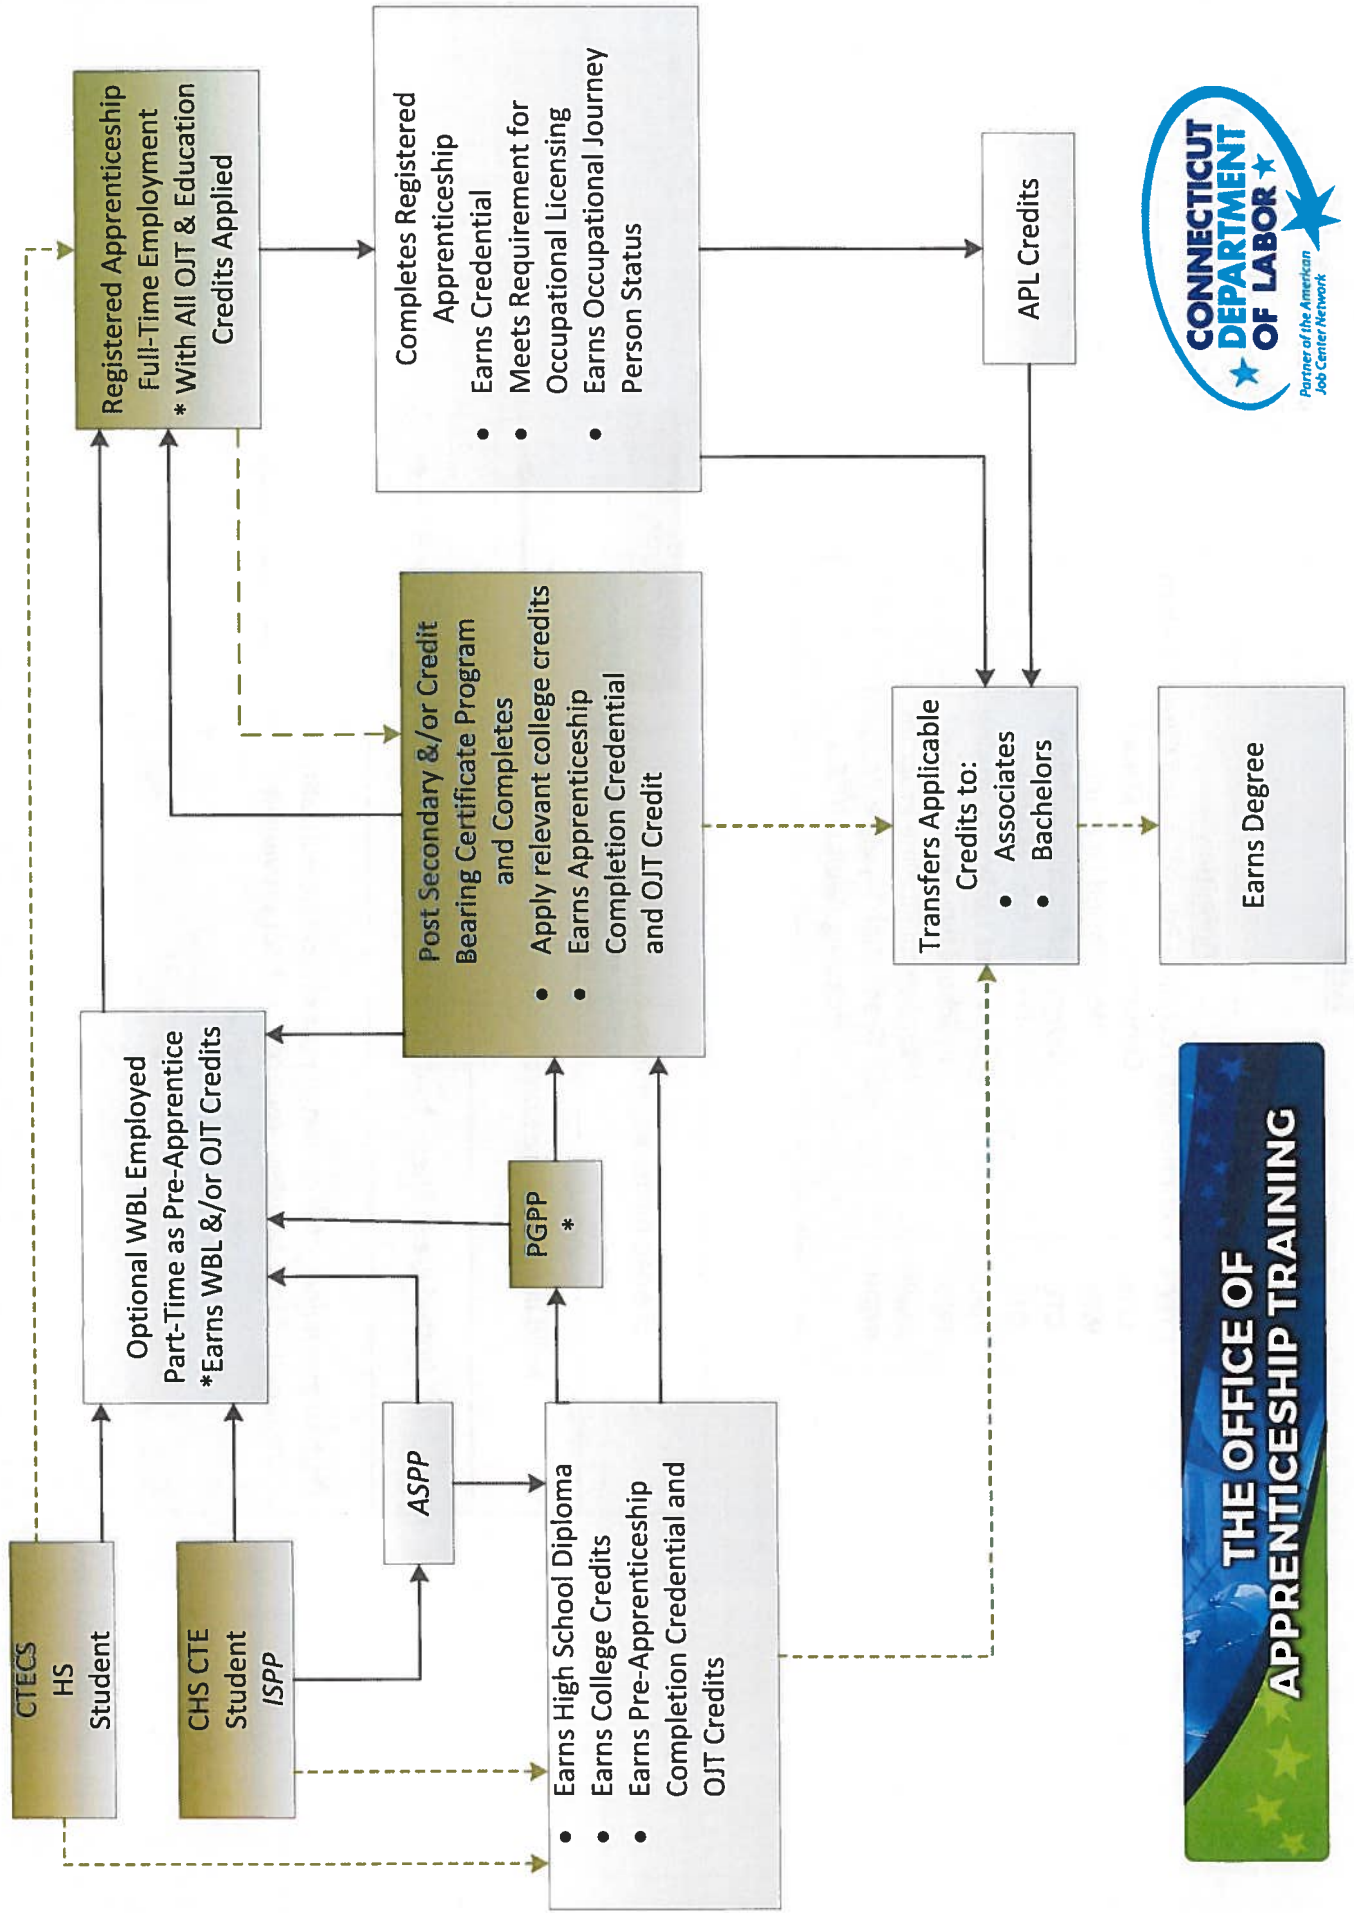 CTECS
HS
Student
CHS CTE
Student
ISPP
Optional WBL Employed
Part-Time as Pre-Apprentice
*Earns WBL &/or OJT Credits
Registered Apprenticeship
Full-Time Employment
* With All OJT & Education
Credits Applied
ASPP
PGPP
*
• Earns High School Diploma
• Earns College Credits
• Earns Pre-Apprenticeship
Completion Credential and
OJT Credits
Post Secondary &/or Credit
Bearing Certificate Program
and Completes
• Apply relevant college credits
• Earns Apprenticeship
Completion Credential
and OJT Credit
Completes Registered
Apprenticeship
• Earns Credential
• Meets Requirement for
Occupational Licensing
• Earns Occupational Journey
Person Status
Transfers Applicable
Credits to:
• Associates
• Bachelors
APL Credits
Earns Degree
THE OFFICE OF
APPRENTICESHIP TRAINING
CONNECTICUT
DEPARTMENT
OF LABOR
Partner of the American
Job Center Network